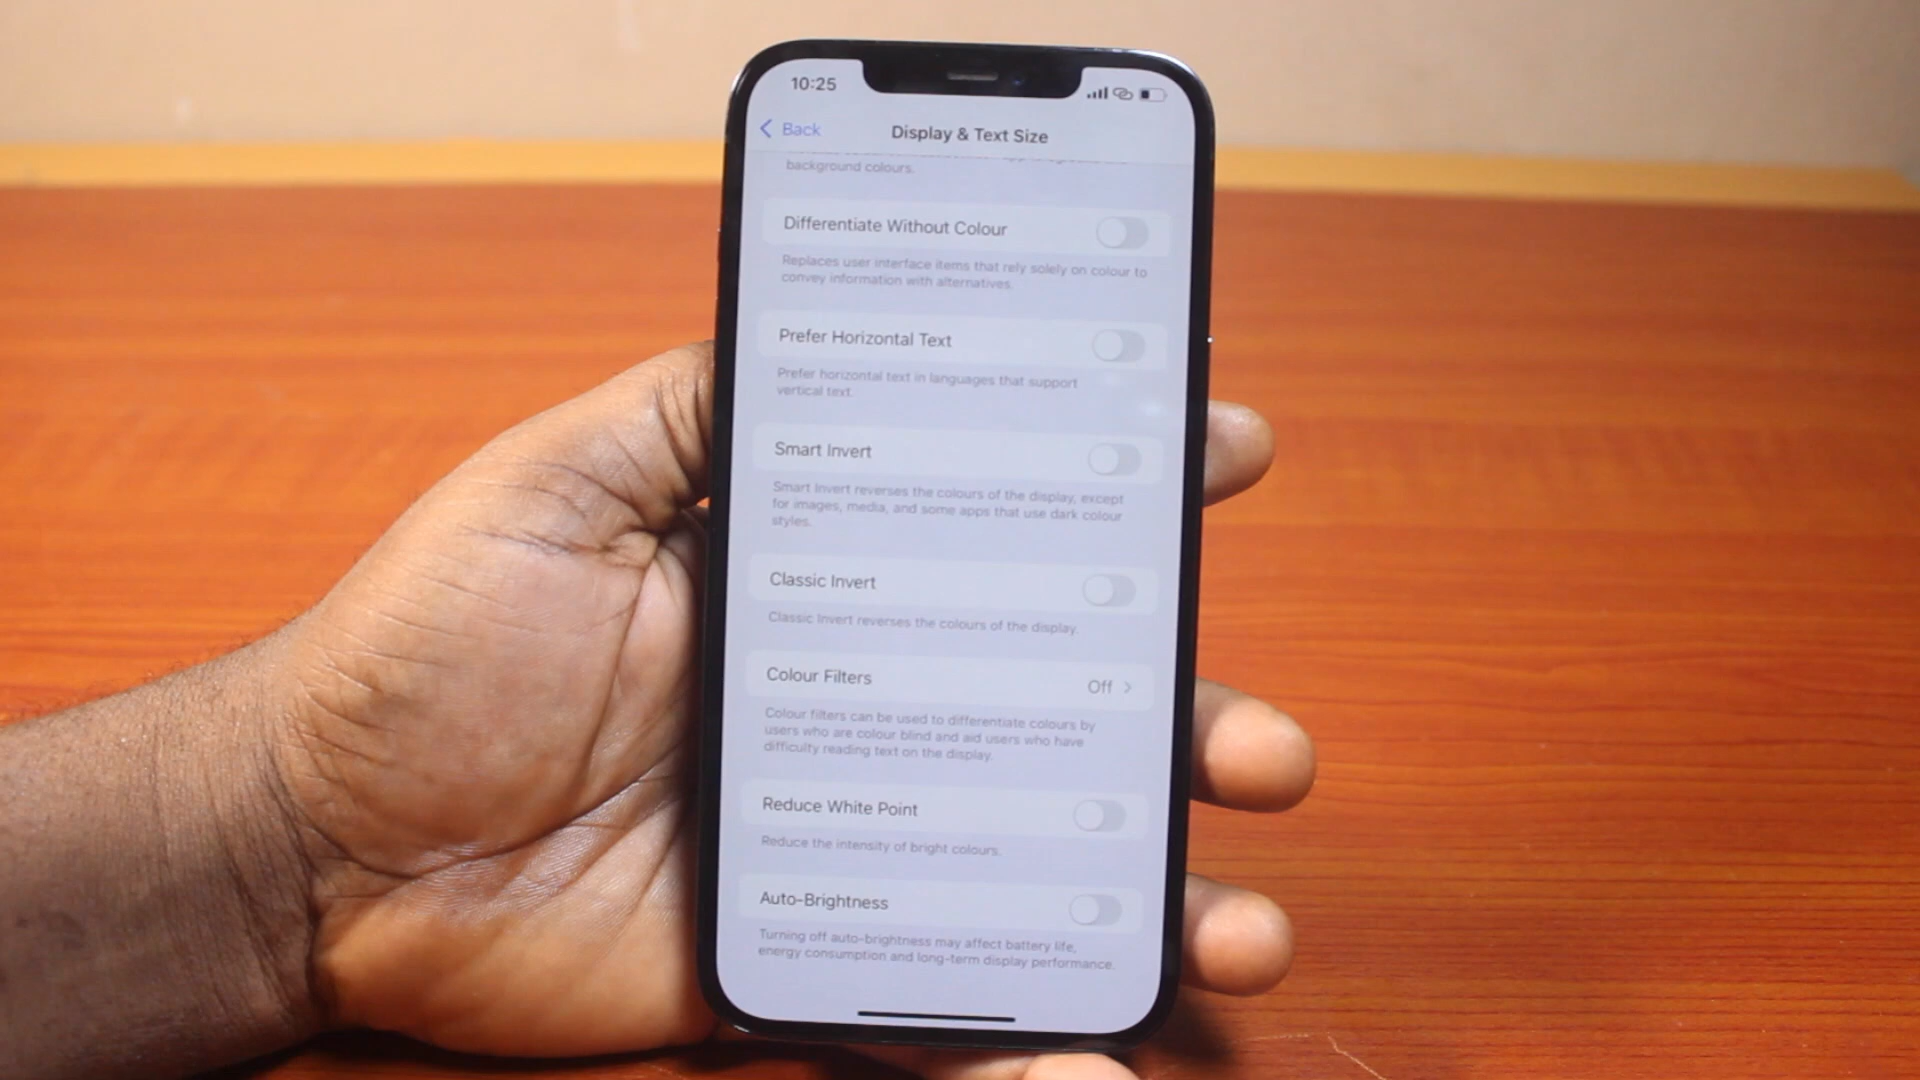 10:25
Back
Display & Text Size
background colours.
Differentiate Without Colour
Replaces user interface items that rely solely on colour to
convey information with alternatives.
Prefer Horizontal Text
Prefer horizontal text in languages that support
vertical text.
Smart Invert
Smart Invert reverses the colours of the display, except
for images, media, and some apps that use dark colour
styles.
Classic Invert
Classic Invert reverses the colours of the display.
Colour Filters
Off
Colour filters can be used to differentiate colours by
users who are colour blind and aid users who have
difficulty reading text on the display.
Reduce White Point
Reduce the intensity of bright colours.
Auto-Brightness
Turning off auto-brightness may affect battery life,
energy consumption and long-term display performance.